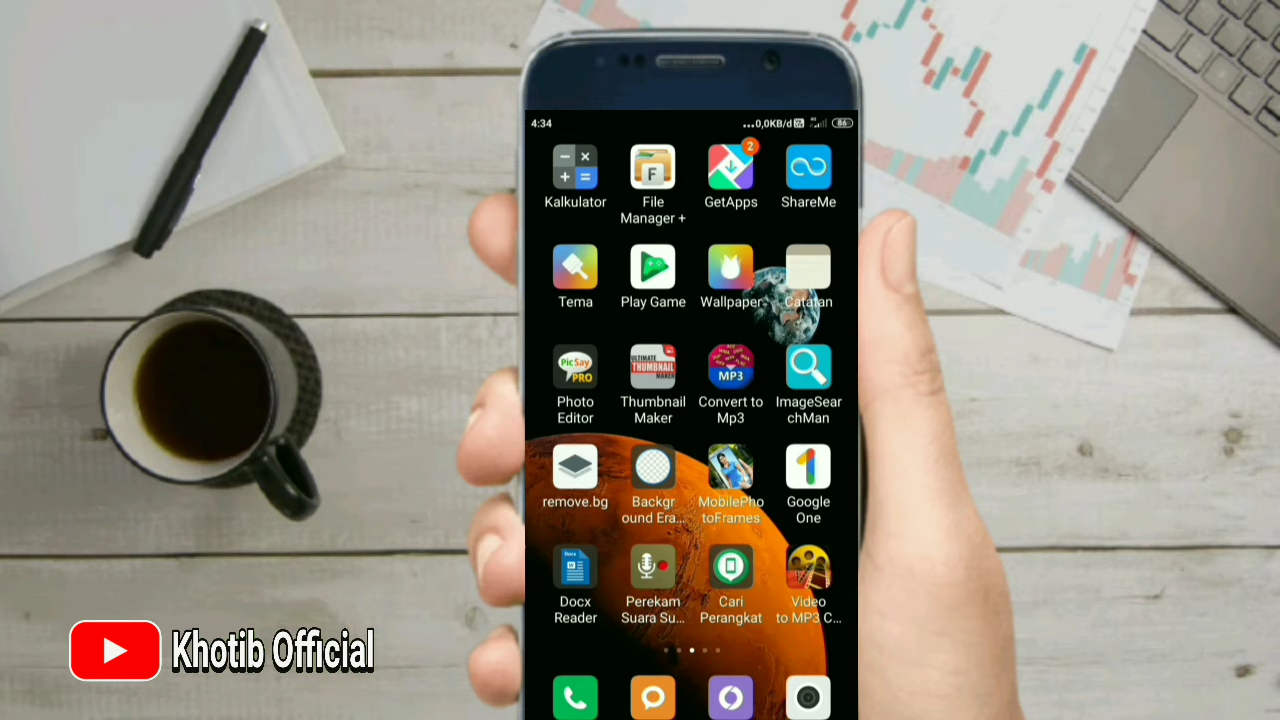 4:34
...0,0KB/d
4G
86
2
Kalkulator
File
Manager +
GetApps
ShareMe
Tema
Play Game
Wallpaper
Catatan
PicSay
PRO
ULTIMATE
THUMBNAIL
MAKER
MP3
Photo
Editor
Thumbnail
Maker
Convert to
Mp3
ImageSear
chMan
remove.bg
Backgr
ound Era...
MobilePho
toFrames
Google
One
Docx
Docx
Reader
Perekam
Suara Su...
Cari
Perangkat
Video
to MP3 C...
Khotib Official